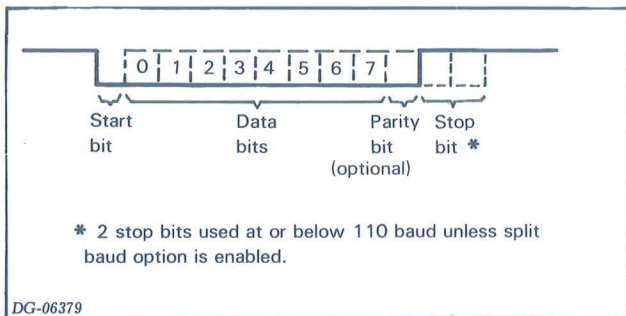 0 1 2 3 4 5 6 7
Start Data Parity Stop
bit bits bit bit *
(optional)
* 2 stop bits used at or below 110 baud unless split
baud option is enabled.
DG-06379